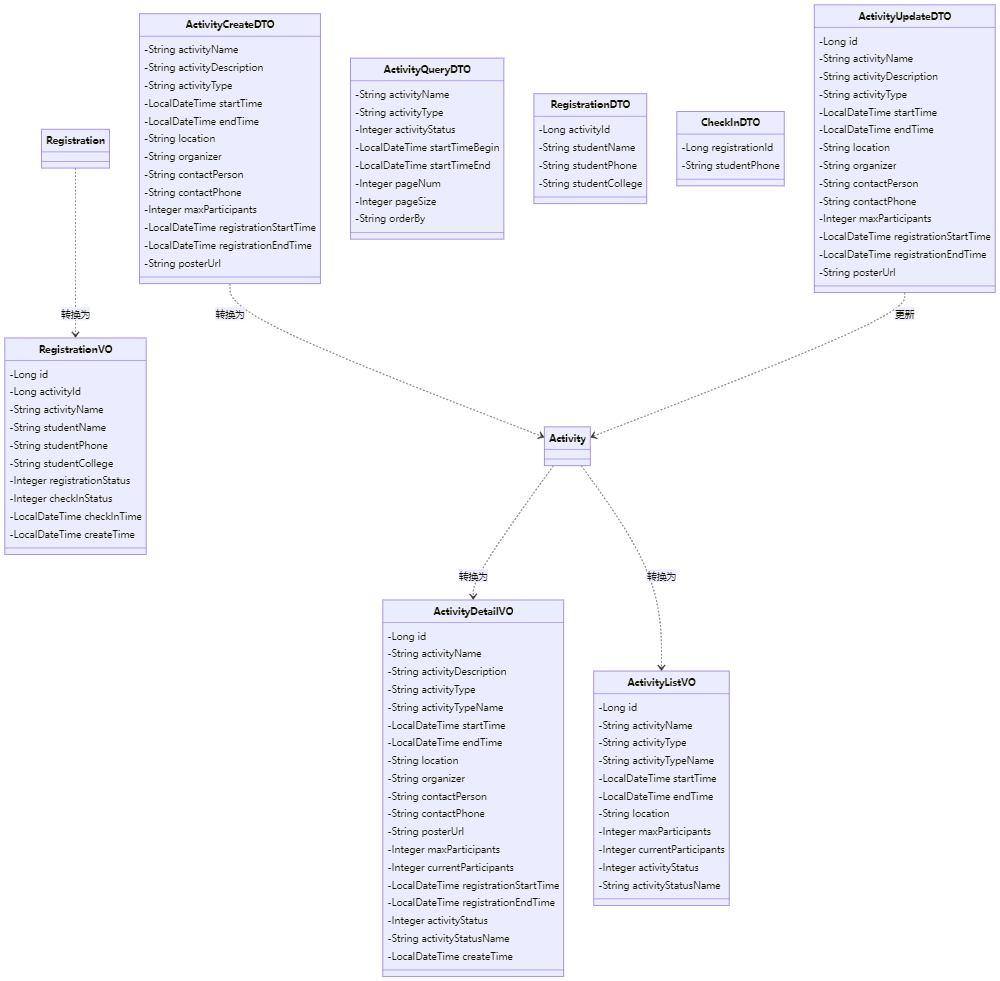 ActivityCreateDTO
-String activityName
-String activityDescription
-String activityType
-LocalDateTime startTime
-LocalDateTime endTime
-String location
-String organizer
-String contactPerson
-String contactPhone
-Integer maxParticipants
-LocalDateTime registrationStartTime
-LocalDateTime registrationEndTime
-String posterUrl
ActivityQueryDTO
-String activityName
-String activityType
-Integer activityStatus
-LocalDateTime startTimeBegin
-LocalDateTime startTimeEnd
-Integer pageNum
-Integer pageSize
-String orderBy
RegistrationDTO
-Long activityId
-String studentName
-String studentPhone
-String studentCollege
CheckInDTO
-Long registrationId
-String studentPhone
ActivityUpdateDTO
-Long id
-String activityName
-String activityDescription
-String activityType
-LocalDateTime startTime
-LocalDateTime endTime
-String location
-String organizer
-String contactPerson
-String contactPhone
-Integer maxParticipants
-LocalDateTime registrationStartTime
-LocalDateTime registrationEndTime
-String posterUrl
Registration
转换为
转换为
更新
RegistrationVO
-Long id
-Long activityId
-String activityName
-String studentName
-String studentPhone
-String studentCollege
-Integer registrationStatus
-Integer checkInStatus
-LocalDateTime checkInTime
-LocalDateTime createTime
Activity
转换为
转换为
ActivityDetailVO
-Long id
-String activityName
-String activityDescription
-String activityType
-String activityTypeName
-LocalDateTime startTime
-LocalDateTime endTime
-String location
-String organizer
-String contactPerson
-String contactPhone
-String posterUrl
-Integer maxParticipants
-Integer currentParticipants
-LocalDateTime registrationStartTime
-LocalDateTime registrationEndTime
-Integer activityStatus
-String activityStatusName
-LocalDateTime createTime
ActivityListVO
-Long id
-String activityName
-String activityType
-String activityTypeName
-LocalDateTime startTime
-LocalDateTime endTime
-String location
-Integer maxParticipants
-Integer currentParticipants
-Integer activityStatus
-String activityStatusName